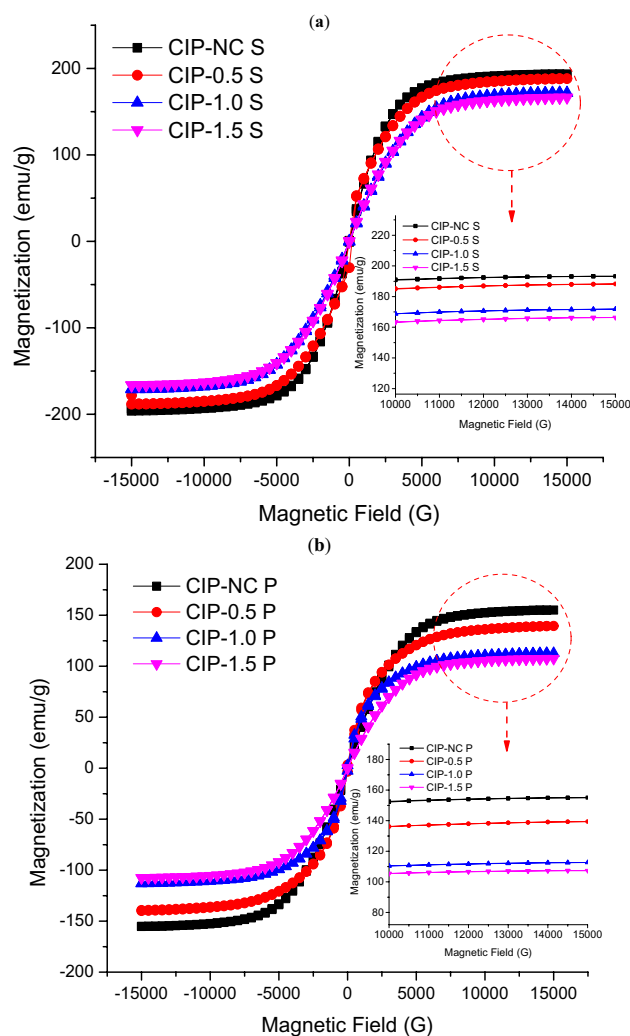 (a)
CIP-NC S
CIP-0.5 S
CIP-1.0 S
CIP-1.5 S
200
100
0
-100
-200
Magnetization (emu/g)
-15000 -10000 -5000 0 5000 10000 15000
Magnetic Field (G)
CIP-NC S
CIP-0.5 S
CIP-1.0 S
CIP-1.5 S
220
200
180
160
140
120
Magnetization (emu/g)
10000 11000 12000 13000 14000 15000
Magnetic Field (G)
(b)
CIP-NC P
CIP-0.5 P
CIP-1.0 P
CIP-1.5 P
200
150
100
50
0
-50
-100
-150
-200
Magnetization (emu/g)
-15000 -10000 -5000 0 5000 10000 15000
Magnetic Field (G)
CIP-NC P
CIP-0.5 P
CIP-1.0 P
CIP-1.5 P
180
160
140
120
100
80
Magnetization (emu/g)
10000 11000 12000 13000 14000 15000
Magnetic Field (G)